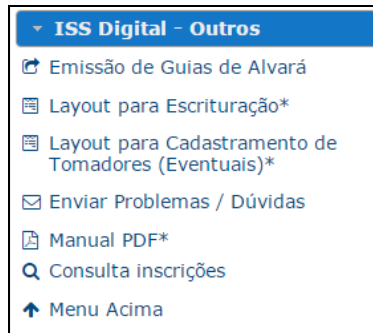 ISS Digital - Outros
Emissão de Guias de Alvará
Layout para Escrituração*
Layout para Cadastramento de
Tomadores (Eventuais)*
Enviar Problemas / Dúvidas
Manual PDF*
Consulta inscrições
Menu Acima